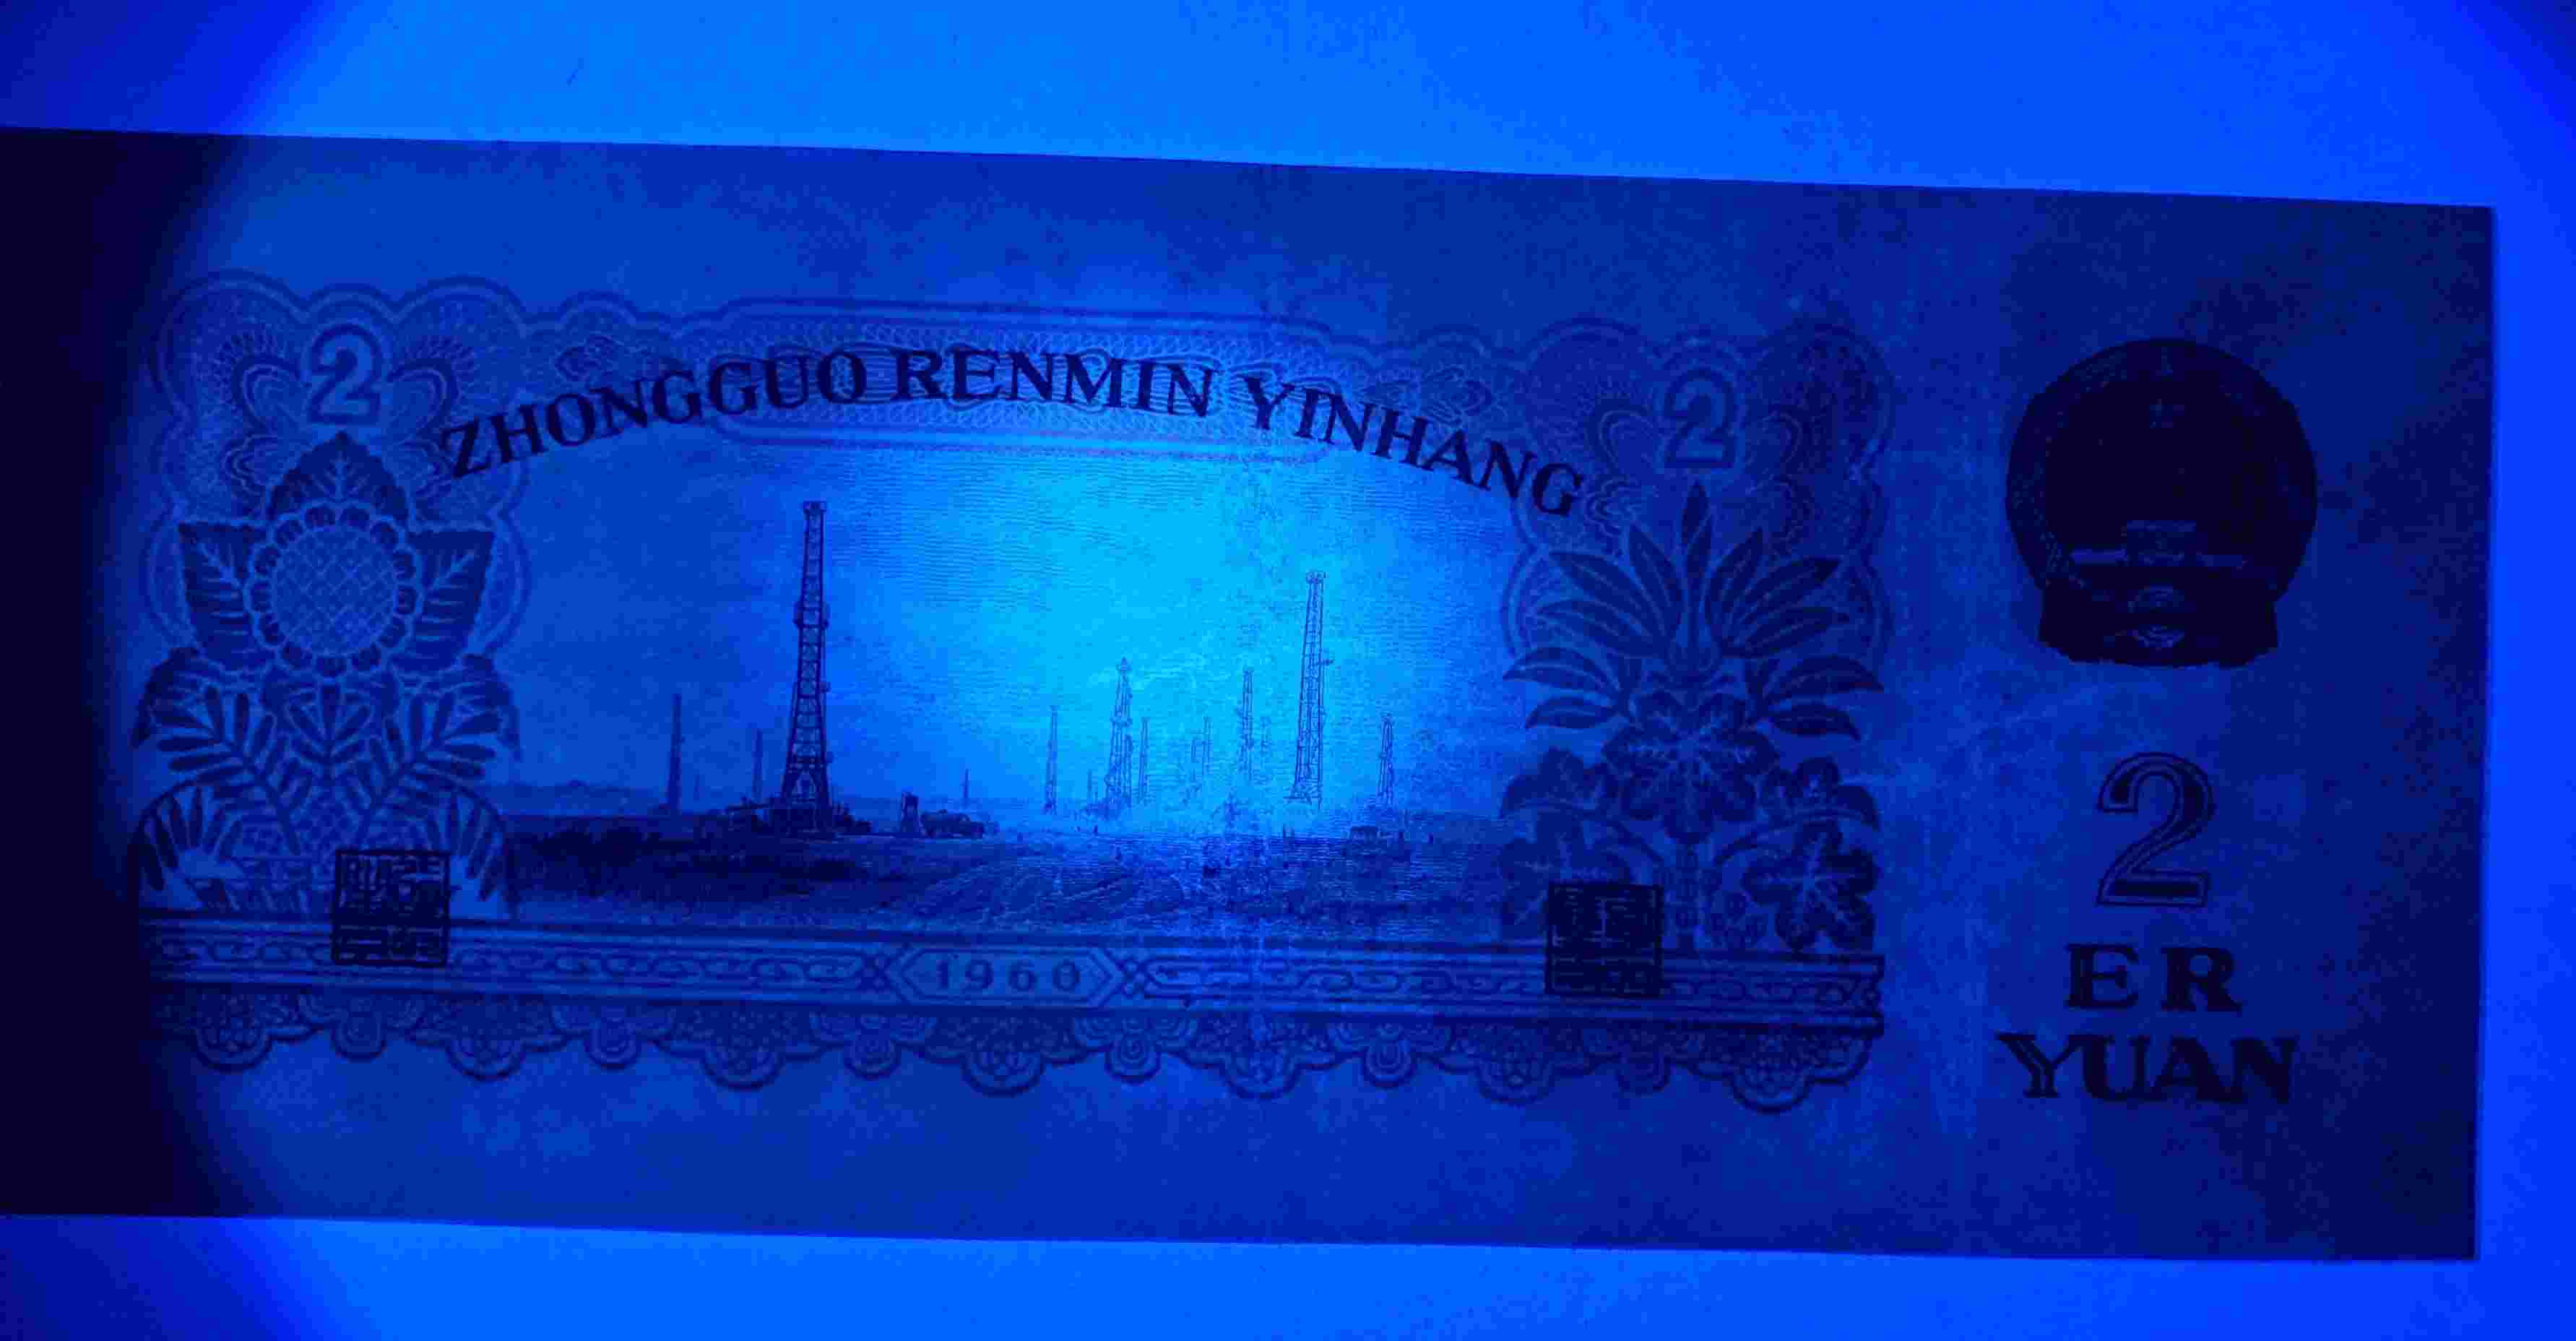 2
ZHONGGUO RENMIN YINHANG
2
1960
2
ER
YUAN